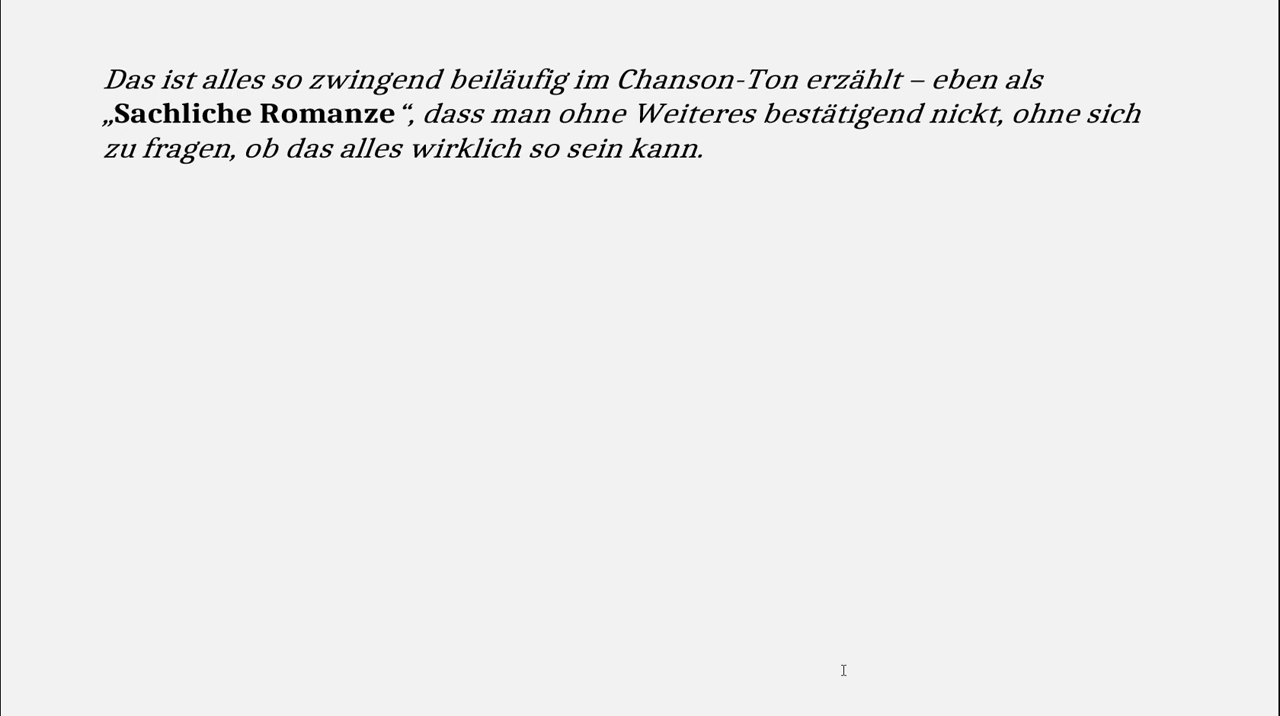 Das ist alles so zwingend beiläufig im Chanson-Ton erzählt – eben als
„Sachliche Romanze “, dass man ohne Weiteres bestätigend nickt, ohne sich
zu fragen, ob das alles wirklich so sein kann.